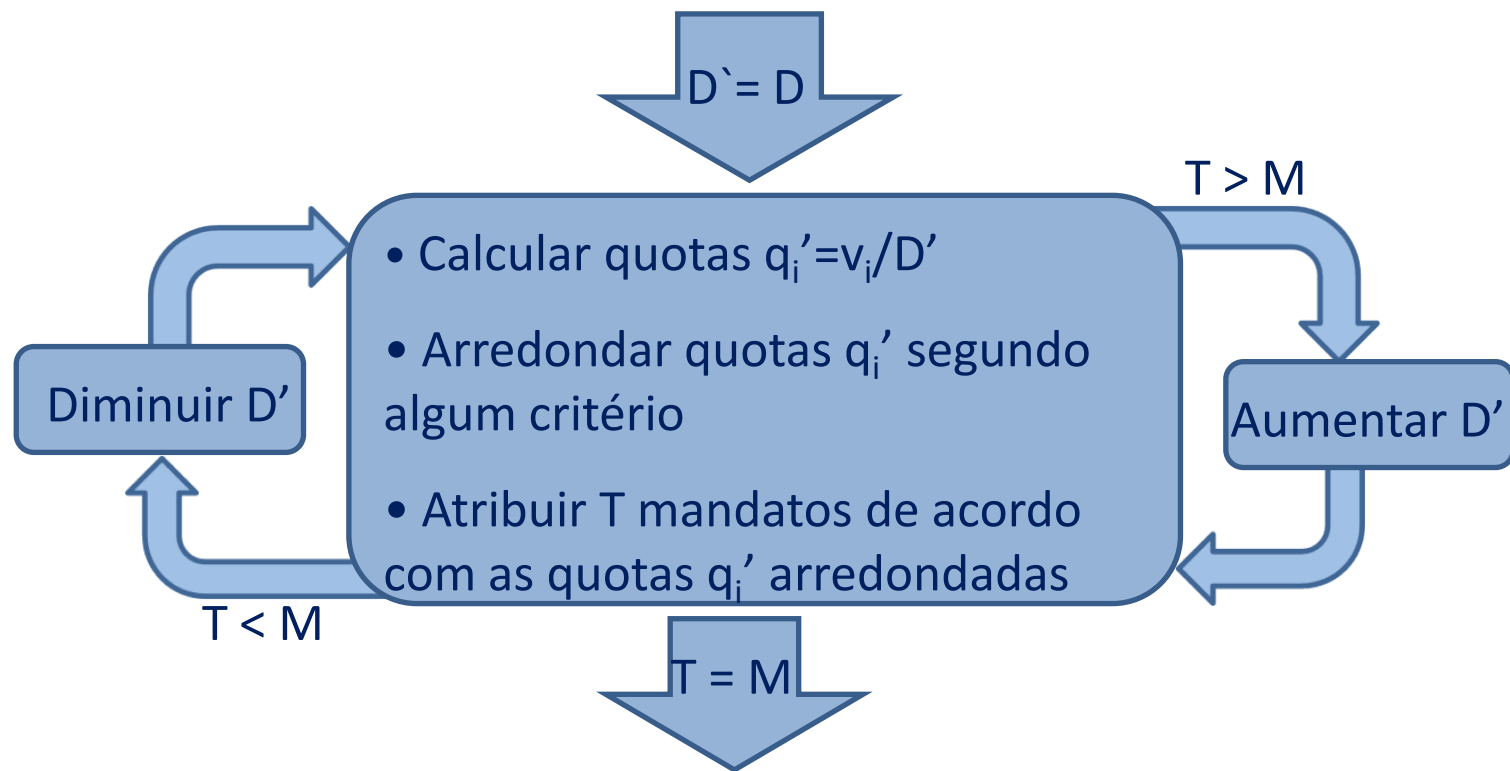 D`= D
T > M
• Calcular quotas qi’=vi/D’
• Arredondar quotas qi’ segundo
algum critério
Diminuir D’
Aumentar D’
• Atribuir T mandatos de acordo
com as quotas qi’ arredondadas
T < M
T = M